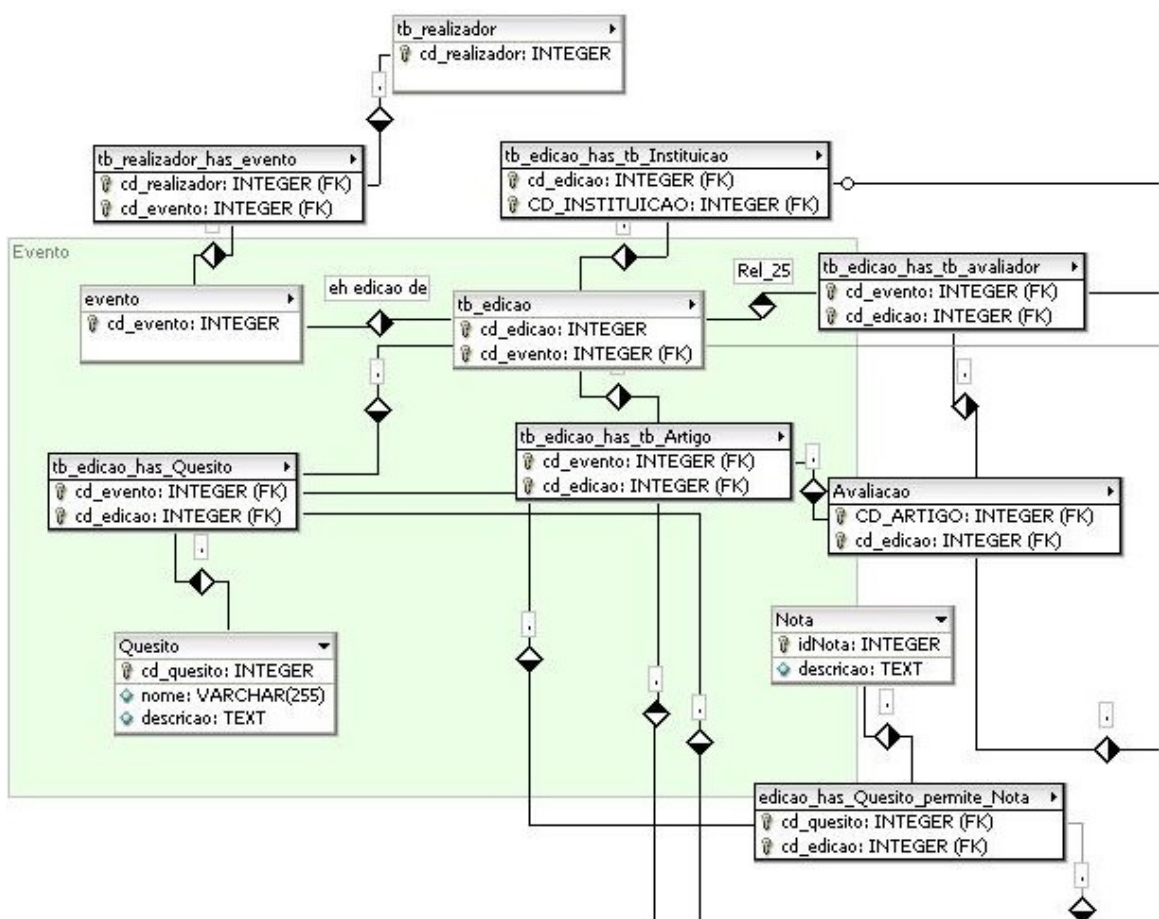 tb_realizador
cd_realizador: INTEGER
tb_realizador_has_evento
cd_realizador: INTEGER (FK)
cd_evento: INTEGER (FK)
tb_edicao_has_tb_Instituicao
cd_edicao: INTEGER (FK)
CD_INSTITUICAO: INTEGER (FK)
Evento
evento
cd_evento: INTEGER
eh edicao de
tb_edicao
cd_edicao: INTEGER
cd_evento: INTEGER (FK)
Rel_25
tb_edicao_has_tb_avaliador
cd_evento: INTEGER (FK)
cd_edicao: INTEGER (FK)
tb_edicao_has_Quesito
cd_evento: INTEGER (FK)
cd_edicao: INTEGER (FK)
tb_edicao_has_tb_Artigo
cd_evento: INTEGER (FK)
cd_edicao: INTEGER (FK)
Avaliacao
CD_ARTIGO: INTEGER (FK)
cd_edicao: INTEGER (FK)
Quesito
cd_quesito: INTEGER
nome: VARCHAR(255)
descricao: TEXT
Nota
idNota: INTEGER
descricao: TEXT
edicao_has_Quesito_permite_Nota
cd_quesito: INTEGER (FK)
cd_edicao: INTEGER (FK)